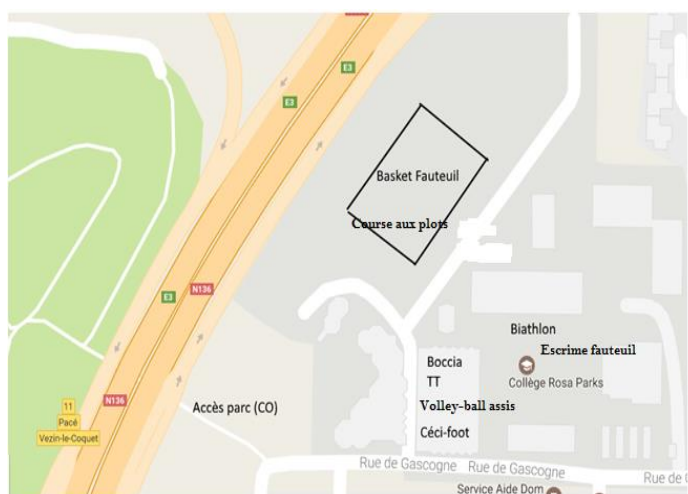 E3
E3
Basket Fauteuil
Course aux plots
N136
E3
Biathlon
Escrime fauteuil
Boccia
TT
Collège Rosa Parks
N136
11
Pacé
Vezin-le-Coquet
Accès parc (CO)
Volley-ball assis
Céci-foot
Rue de Gascogne
Rue de Gascogne
Rue de G
Service Aide Dom